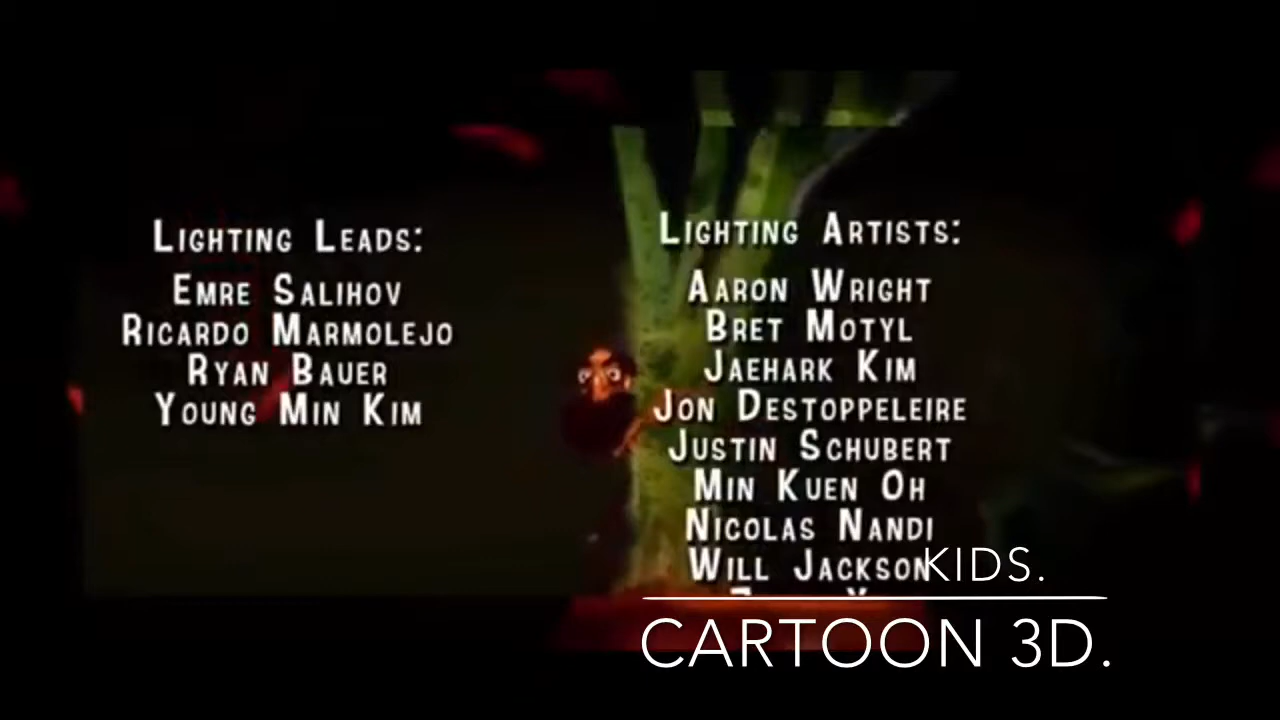 Lighting Leads:
Emre Salihov
Ricardo Marmolejo
Ryan Bauer
Young Min Kim
Lighting Artists:
Aaron Wright
Bret Motyl
Jaehark Kim
Jon Destoppeleire
Justin Schubert
Min Kuen Oh
Nicolas Nandi
Will Jackson
KIDS.
CARTOON 3D.